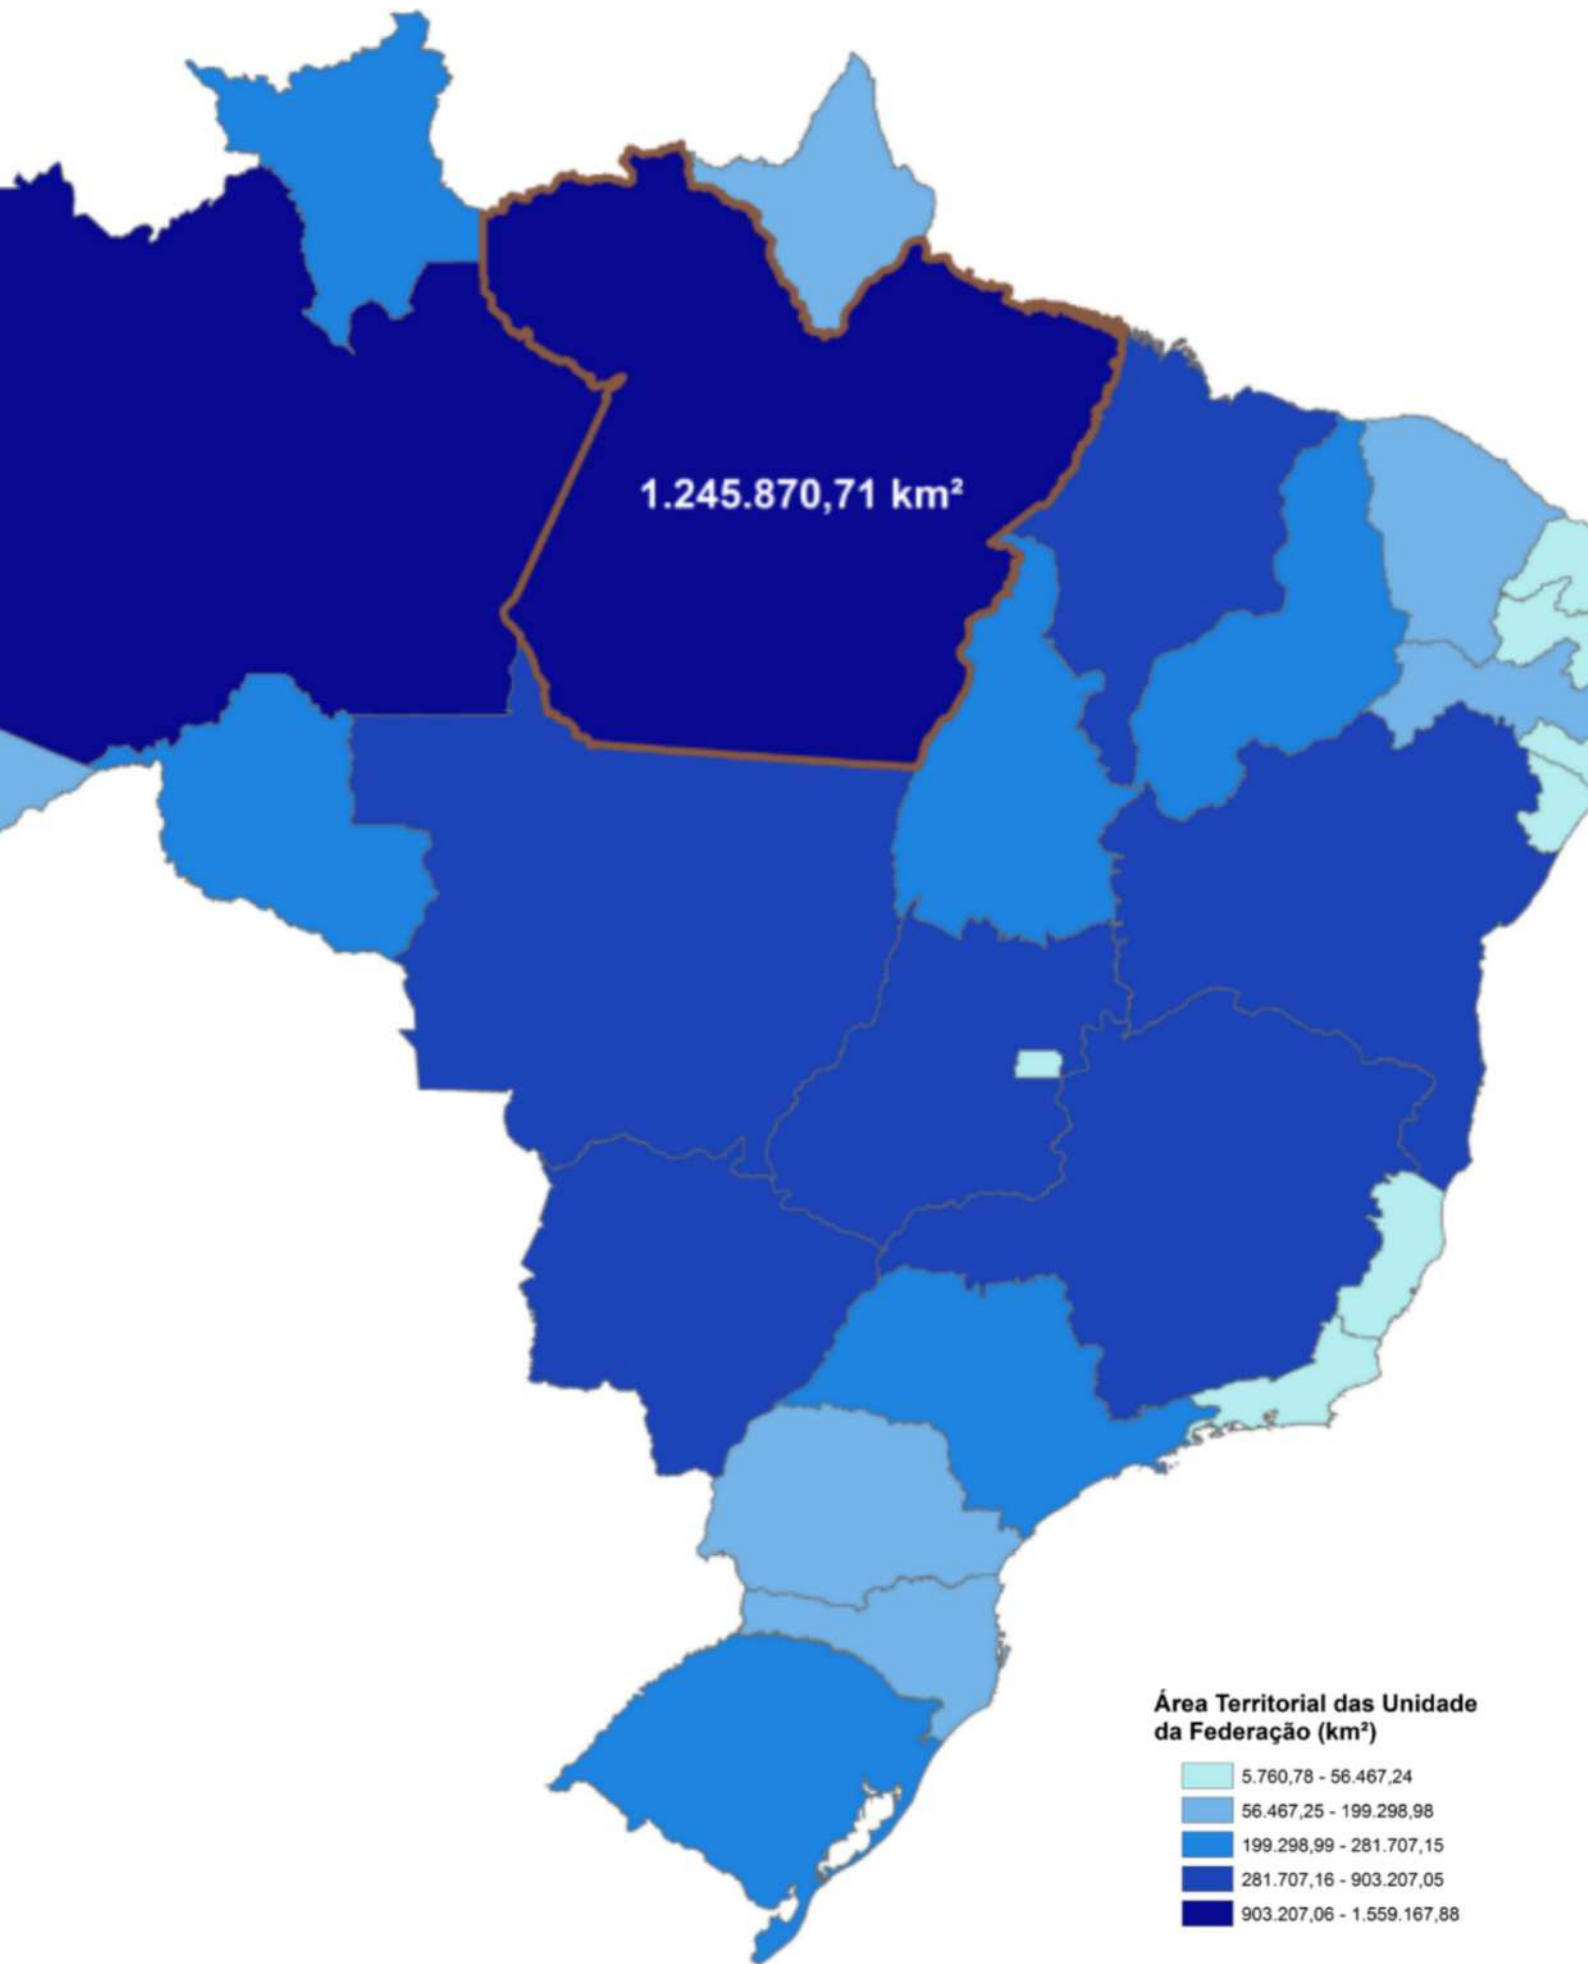 1.245.870,71 km²
Área Territorial das Unidade
da Federação (km²)
5.760,78 - 56.467,24
56.467,25 - 199.298,98
199.298,99 - 281.707,15
281.707,16 - 903.207,05
903.207,06 - 1.559.167,88